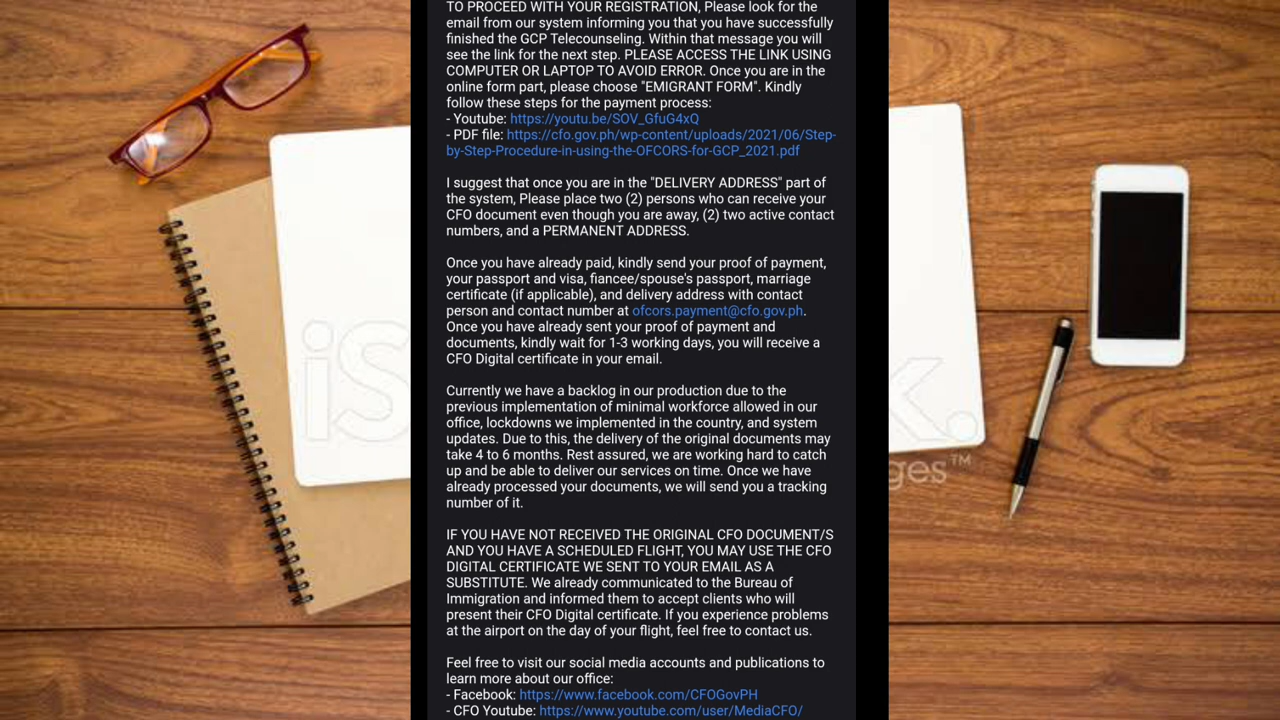 TO PROCEED WITH YOUR REGISTRATION, Please look for the
email from our system informing you that you have successfully
finished the GCP Telecounseling. Within that message you will
see the link for the next step. PLEASE ACCESS THE LINK USING
COMPUTER OR LAPTOP TO AVOID ERROR. Once you are in the
online form part, please choose "EMIGRANT FORM". Kindly
follow these steps for the payment process:
- Youtube: https://youtu.be/SOV_GfuG4xQ
- PDF file: https://cfo.gov.ph/wp-content/uploads/2021/06/Step-
by-Step-Procedure-in-using-the-OFCORS-for-GCP_2021.pdf
I suggest that once you are in the "DELIVERY ADDRESS" part of
the system, Please place two (2) persons who can receive your
CFO document even though you are away, (2) two active contact
numbers, and a PERMANENT ADDRESS.
Once you have already paid, kindly send your proof of payment,
your passport and visa, fiancee/spouse's passport, marriage
certificate (if applicable), and delivery address with contact
person and contact number at ofcors.payment@cfo.gov.ph.
Once you have already sent your proof of payment and
documents, kindly wait for 1-3 working days, you will receive a
CFO Digital certificate in your email.
Currently we have a backlog in our production due to the
previous implementation of minimal workforce allowed in our
office, lockdowns we implemented in the country, and system
updates. Due to this, the delivery of the original documents may
take 4 to 6 months. Rest assured, we are working hard to catch
up and be able to deliver our services on time. Once we have
already processed your documents, we will send you a tracking
number of it.
IF YOU HAVE NOT RECEIVED THE ORIGINAL CFO DOCUMENT/S
AND YOU HAVE A SCHEDULED FLIGHT, YOU MAY USE THE CFO
DIGITAL CERTIFICATE WE SENT TO YOUR EMAIL AS A
SUBSTITUTE. We already communicated to the Bureau of
Immigration and informed them to accept clients who will
present their CFO Digital certificate. If you experience problems
at the airport on the day of your flight, feel free to contact us.
Feel free to visit our social media accounts and publications to
learn more about our office:
- Facebook: https://www.facebook.com/CFOGovPH
- CFO Youtube: https://www.youtube.com/user/MediaCFO/
iS
k.
ges™